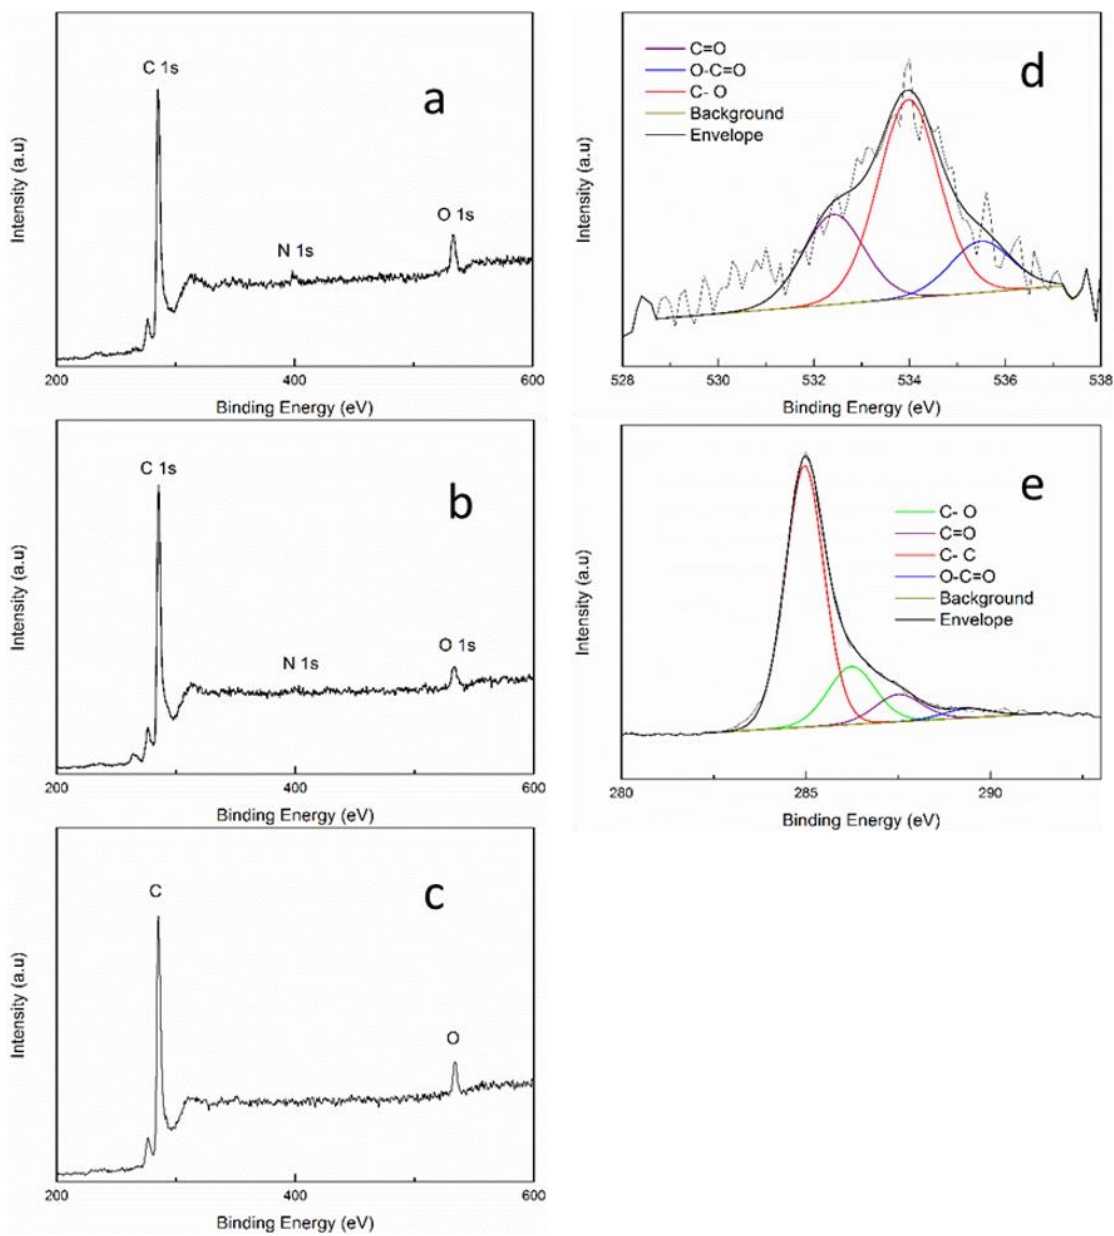 a
C 1s
N 1s
O 1s
Intensity (a.u)
200
400
600
Binding Energy (eV)
d
C=O
O-C=O
C- O
Background
Envelope
Intensity (a.u)
528
530
532
534
536
538
Binding Energy (eV)
b
C 1s
N 1s
O 1s
Intensity (a.u)
200
400
600
Binding Energy (eV)
e
C- O
C=O
C- C
O-C=O
Background
Envelope
Intensity (a.u)
280
285
290
Binding Energy (eV)
c
C
O
Intensity (a.u)
200
400
600
Binding Energy (eV)